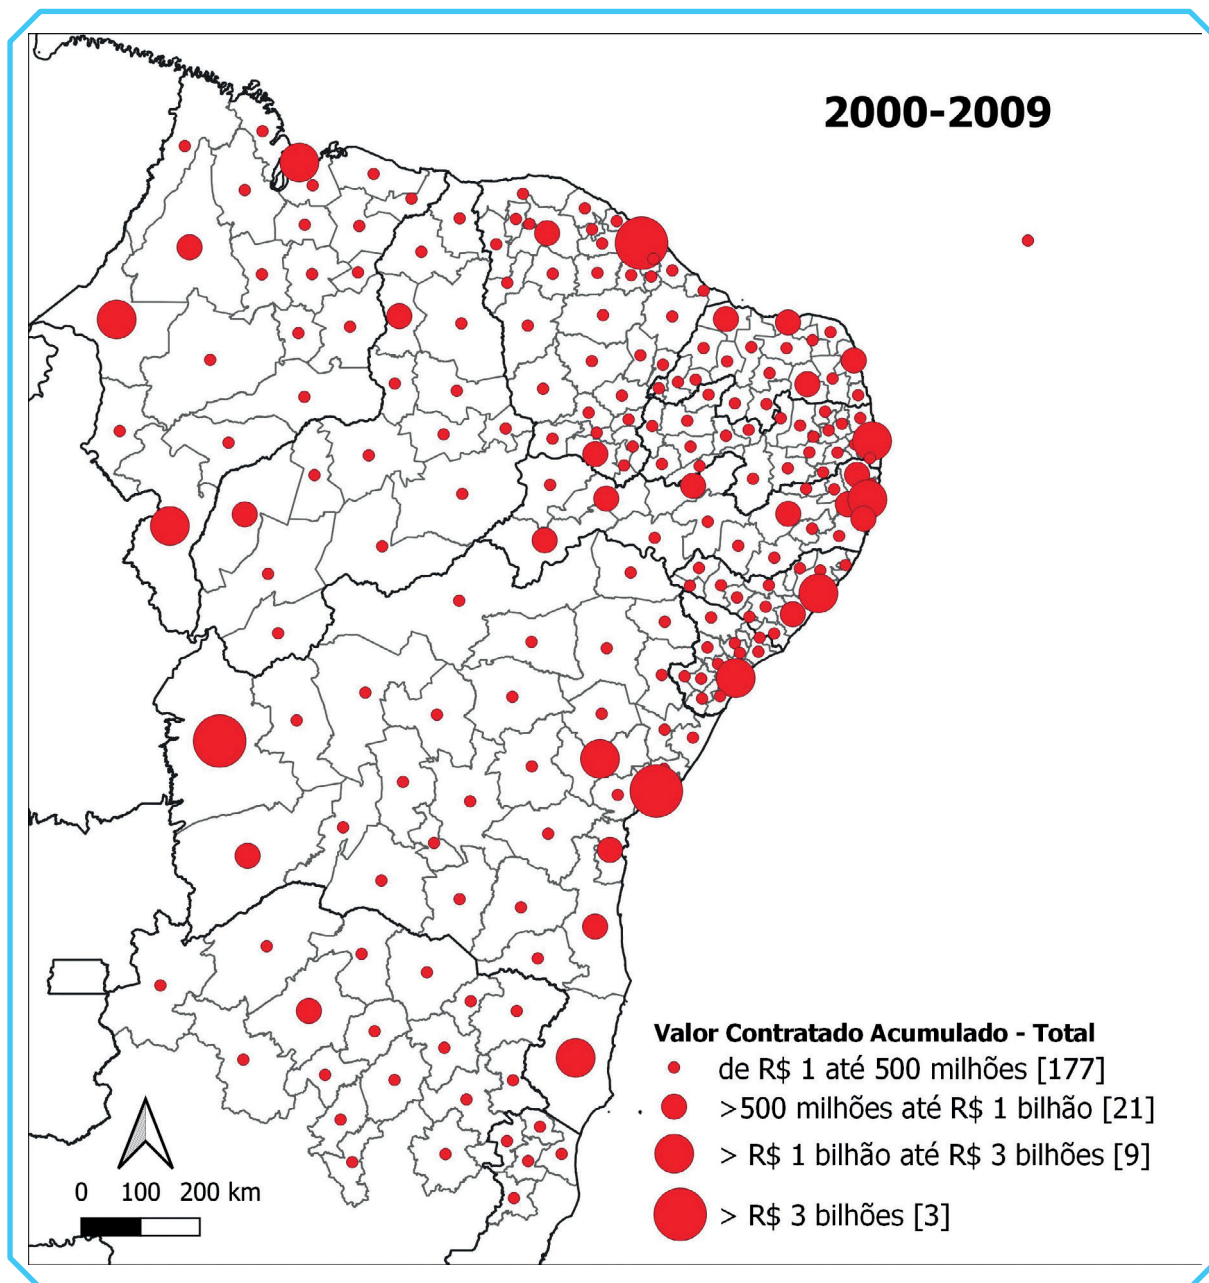 2000-2009
Valor Contratado Acumulado - Total
de R$ 1 até 500 milhões [177]
>500 milhões até R$ 1 bilhão [21]
> R$ 1 bilhão até R$ 3 bilhões [9]
> R$ 3 bilhões [3]
0 100 200 km